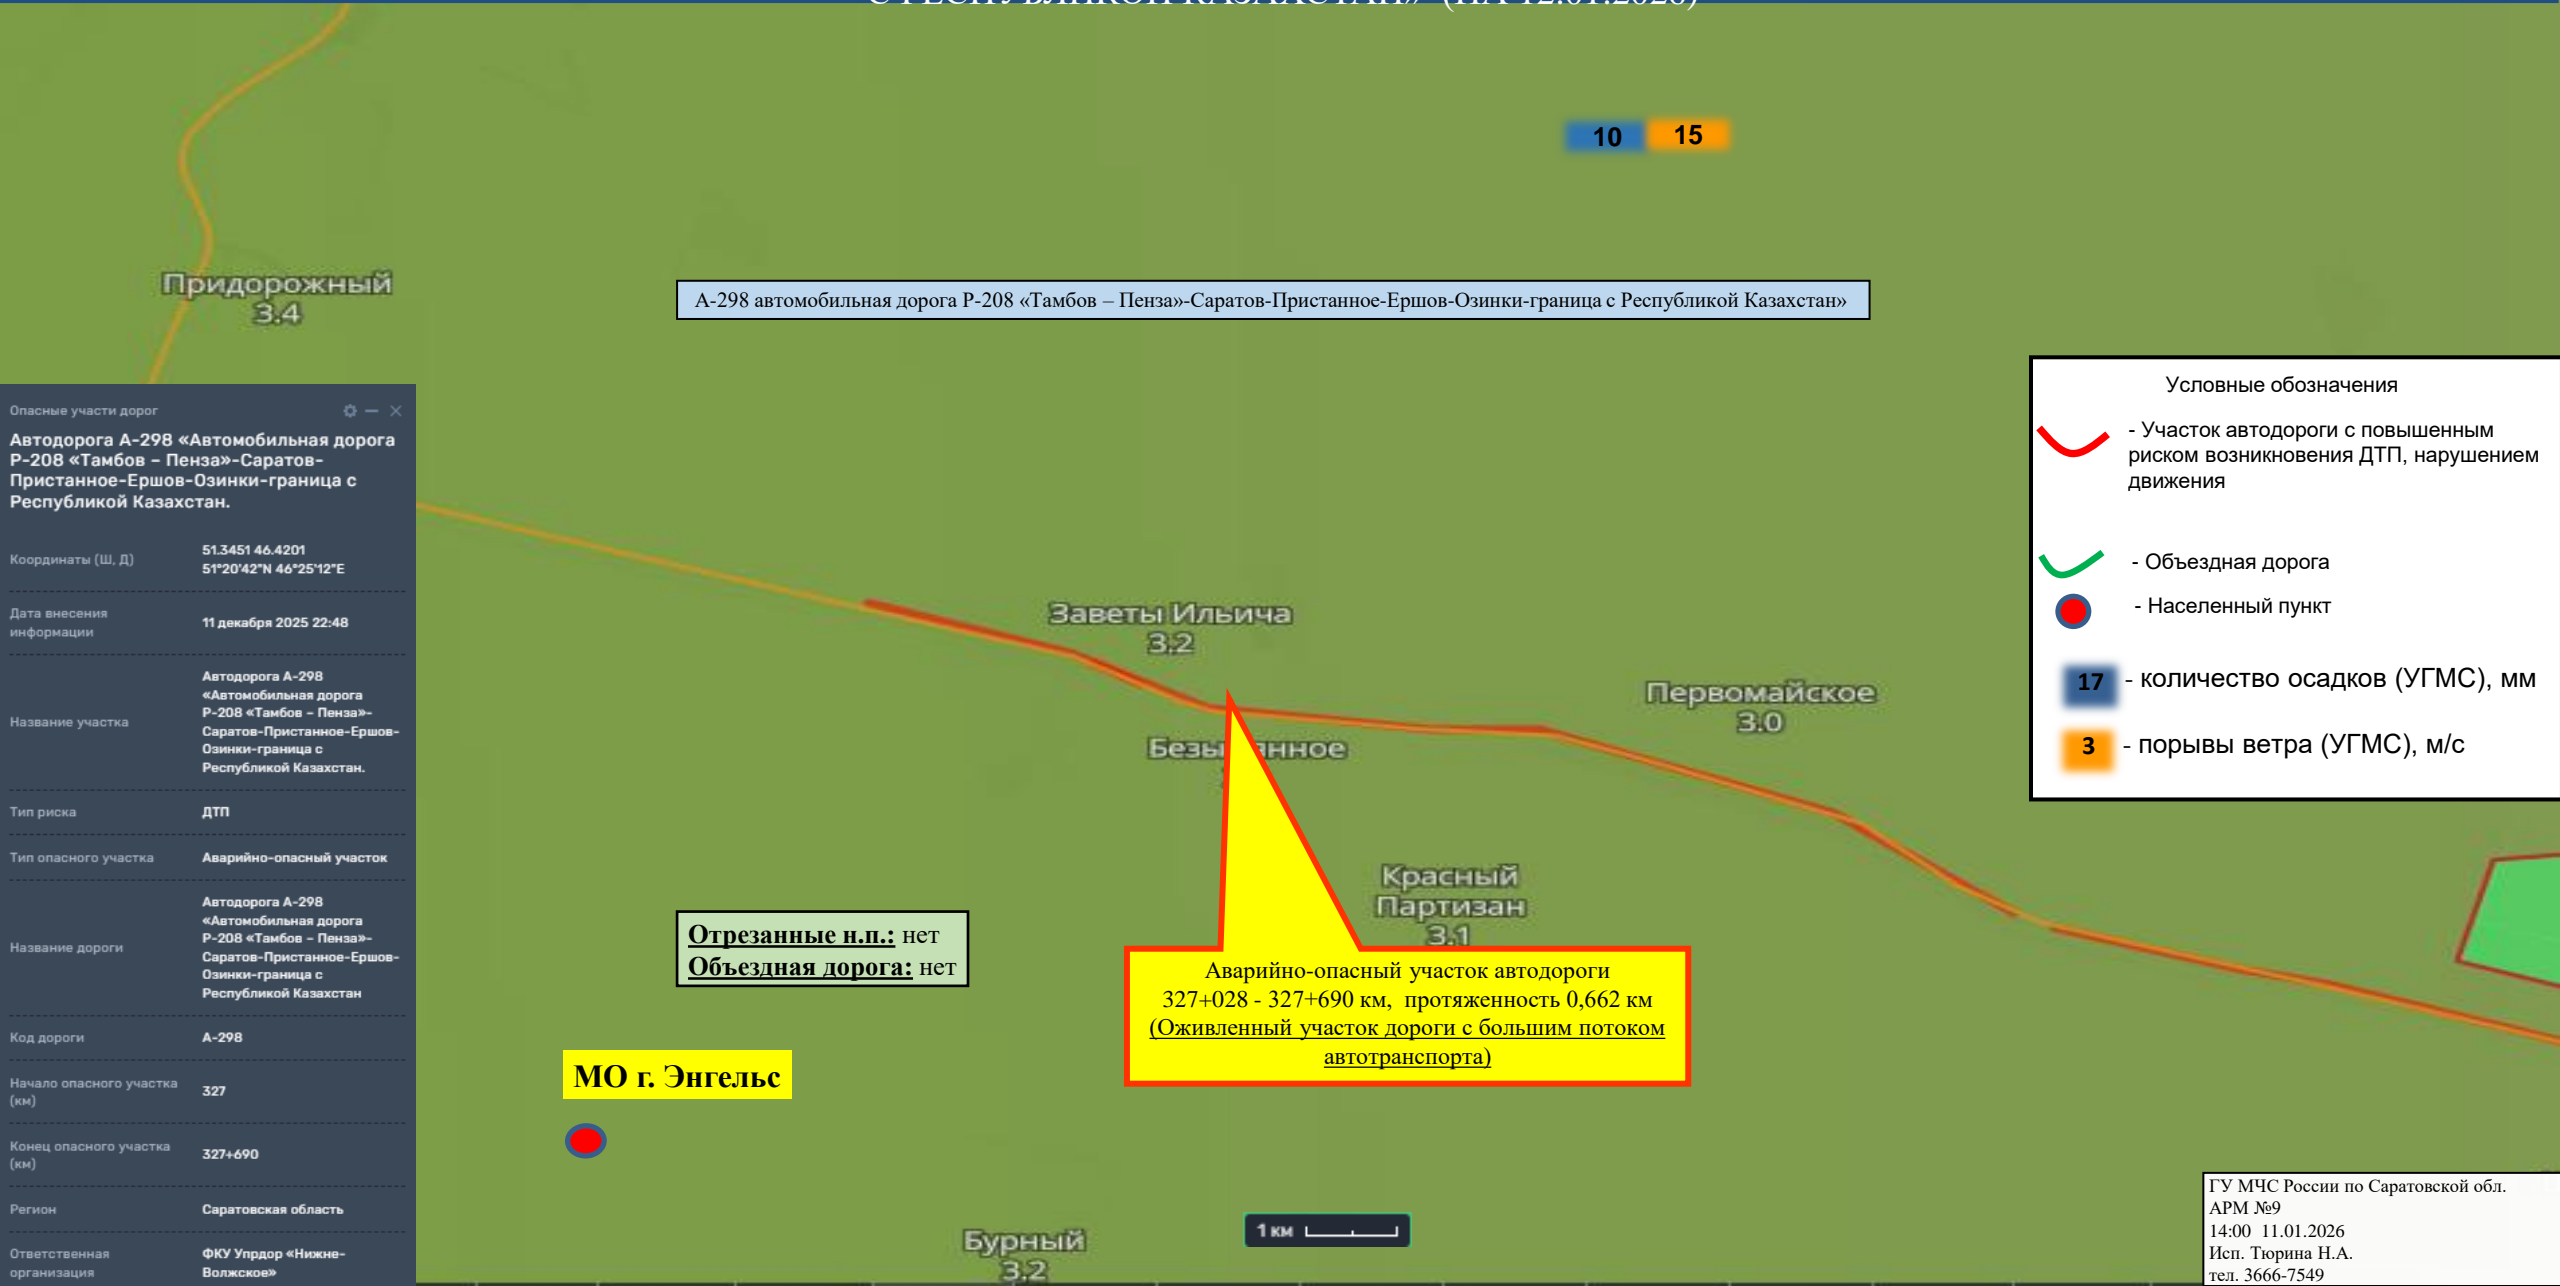 С РЕСПУБЛИКОЙ КАЗАХСТАН» (НА 12.01.2026)
10 15
Придорожный
3.4
А-298 автомобильная дорога Р-208 «Тамбов – Пенза»-Саратов-Пристанное-Ершов-Озинки-граница с Республикой Казахстан»
Условные обозначения
- Участок автодороги с повышенным
риском возникновения ДТП, нарушением
движения
- Объездная дорога
- Населенный пункт
17 - количество осадков (УГМС), мм
3 - порывы ветра (УГМС), м/с
Опасные участи дорог
Автодорога А-298 «Автомобильная дорога
Р-208 «Тамбов – Пенза»-Саратов-
Пристанное-Ершов-Озинки-граница с
Республикой Казахстан.
Координаты (Ш, Д)
51.3451 46.4201
51°20'42"N 46°25'12"E
Дата внесения
информации
11 декабря 2025 22:48
Название участка
Автодорога А-298
«Автомобильная дорога
Р-208 «Тамбов – Пенза»-
Саратов-Пристанное-Ершов-
Озинки-граница с
Республикой Казахстан.
Тип риска
ДТП
Тип опасного участка
Аварийно-опасный участок
Название дороги
Автодорога А-298
«Автомобильная дорога
Р-208 «Тамбов – Пенза»-
Саратов-Пристанное-Ершов-
Озинки-граница с
Республикой Казахстан
Код дороги
А-298
Начало опасного участка
(км)
327
Конец опасного участка
(км)
327+690
Регион
Саратовская область
Ответственная
организация
ФКУ Упрдор «Нижне-
Волжское»
Заветы Ильича
3.2
Первомайское
3.0
Красный
Партизан
3.1
Отрезанные н.п.: нет
Объездная дорога: нет
Аварийно-опасный участок автодороги
327+028 - 327+690 км, протяженность 0,662 км
(Оживленный участок дороги с большим потоком
автотранспорта)
МО г. Энгельс
Бурный
3.2
1 км
ГУ МЧС России по Саратовской обл.
АРМ №9
14:00 11.01.2026
Исп. Тюрина Н.А.
тел. 3666-7549